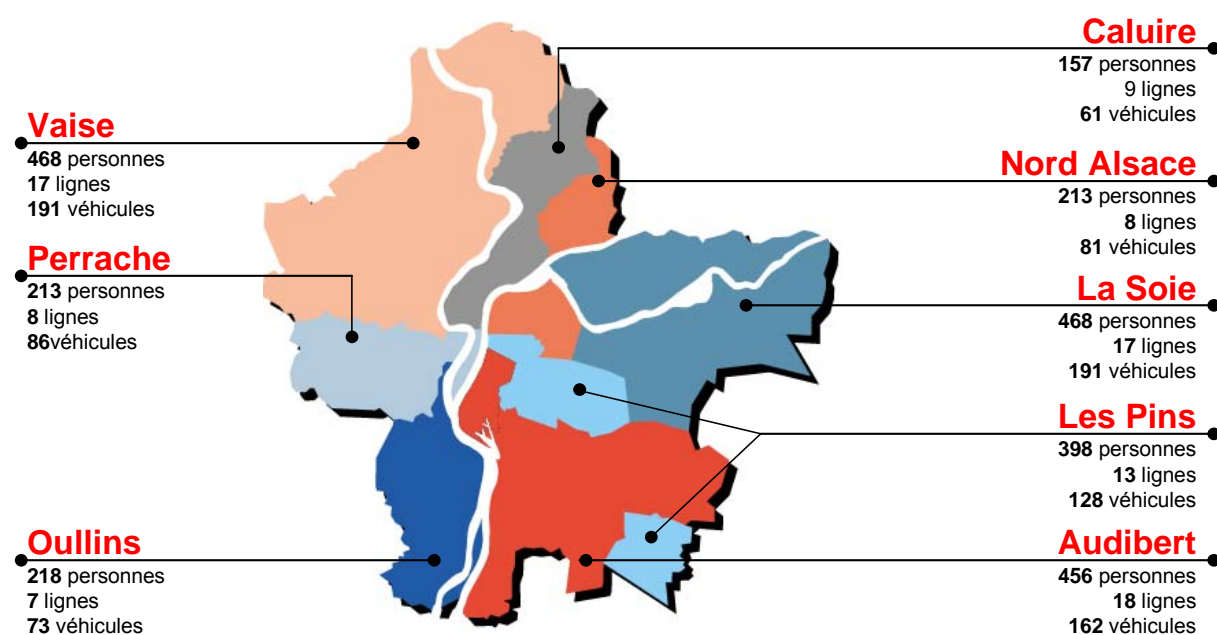 Vaise
468 personnes
17 lignes
191 véhicules
Perrache
213 personnes
8 lignes
86véhicules
Oullins
218 personnes
7 lignes
73 véhicules
Caluire
157 personnes
9 lignes
61 véhicules
Nord Alsace
213 personnes
8 lignes
81 véhicules
La Soie
468 personnes
17 lignes
191 véhicules
Les Pins
398 personnes
13 lignes
128 véhicules
Audibert
456 personnes
18 lignes
162 véhicules